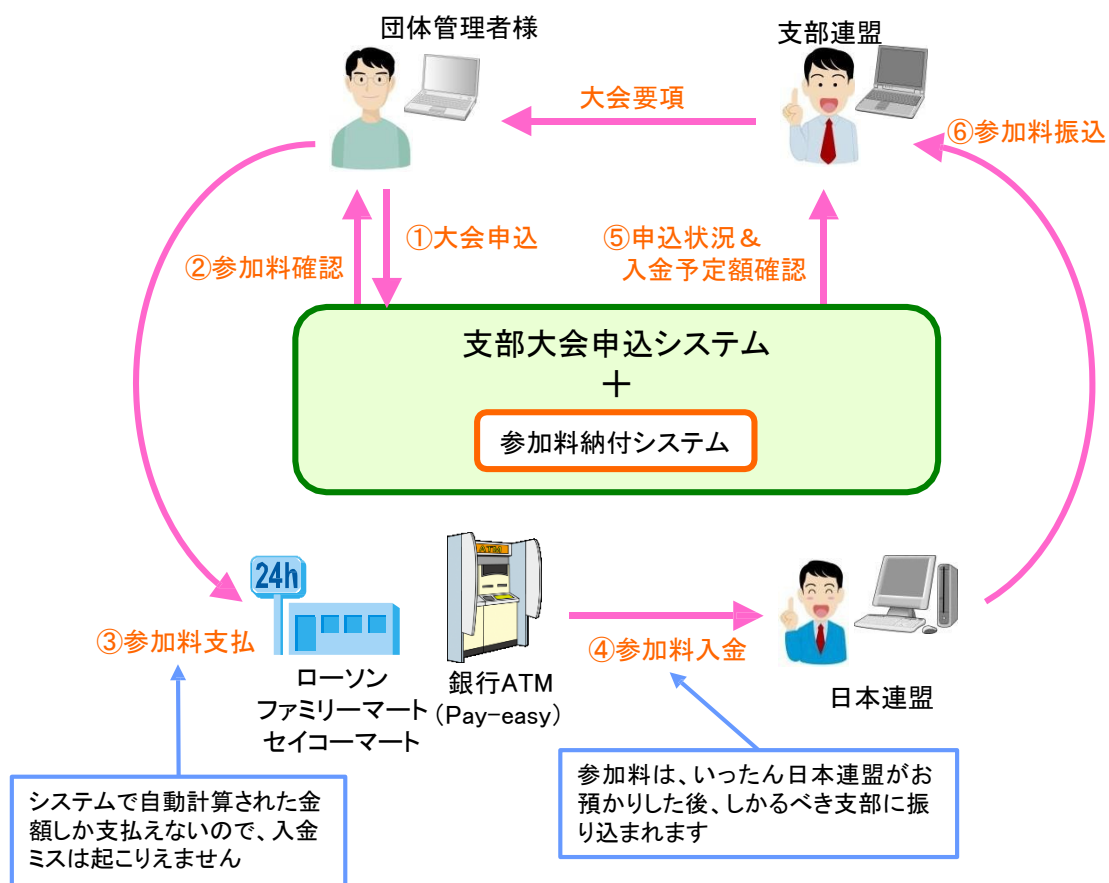 団体管理者様
支部連盟
大会要項
⑥参加料振込
①大会申込
②参加料確認
⑤申込状況＆
入金予定額確認
支部大会申込システム
＋
参加料納付システム
24h
ATM
③参加料支払
④参加料入金
ローソン
ファミリーマート
セイコーマート
銀行ATM
(Pay-easy)
日本連盟
システムで自動計算された金
額しか支払えないので、入金
ミスは起こりえません
参加料は、いったん日本連盟がお
預かりした後、しかるべき支部に振
り込まれます